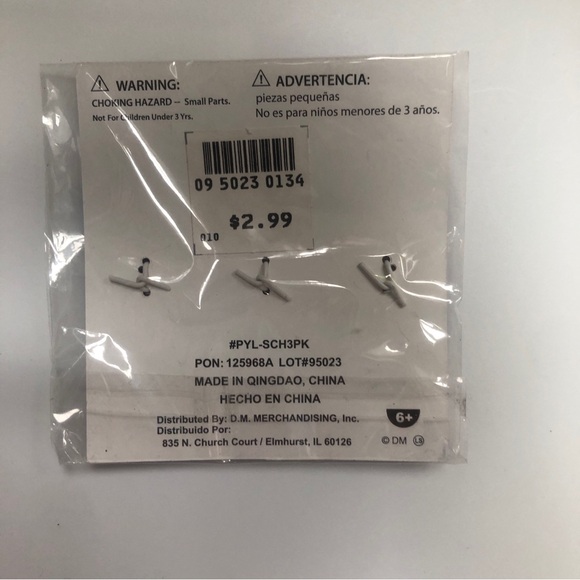 WARNING:
CHOKING HAZARD – Small Parts.
Not For Children Under 3 Yrs.
ADVERTENCIA:
piezas pequeñas
No es para niños menores de 3 años.
09 5023 0134
$2.99
010
#PYL-SCH3PK
PON: 125968A LOT#95023
MADE IN QINGDAO, CHINA
HECHO EN CHINA
Distributed By: D.M. MERCHANDISING, Inc.
Distribuido Por:
835 N. Church Court / Elmhurst, IL 60126
6+
© DM LS